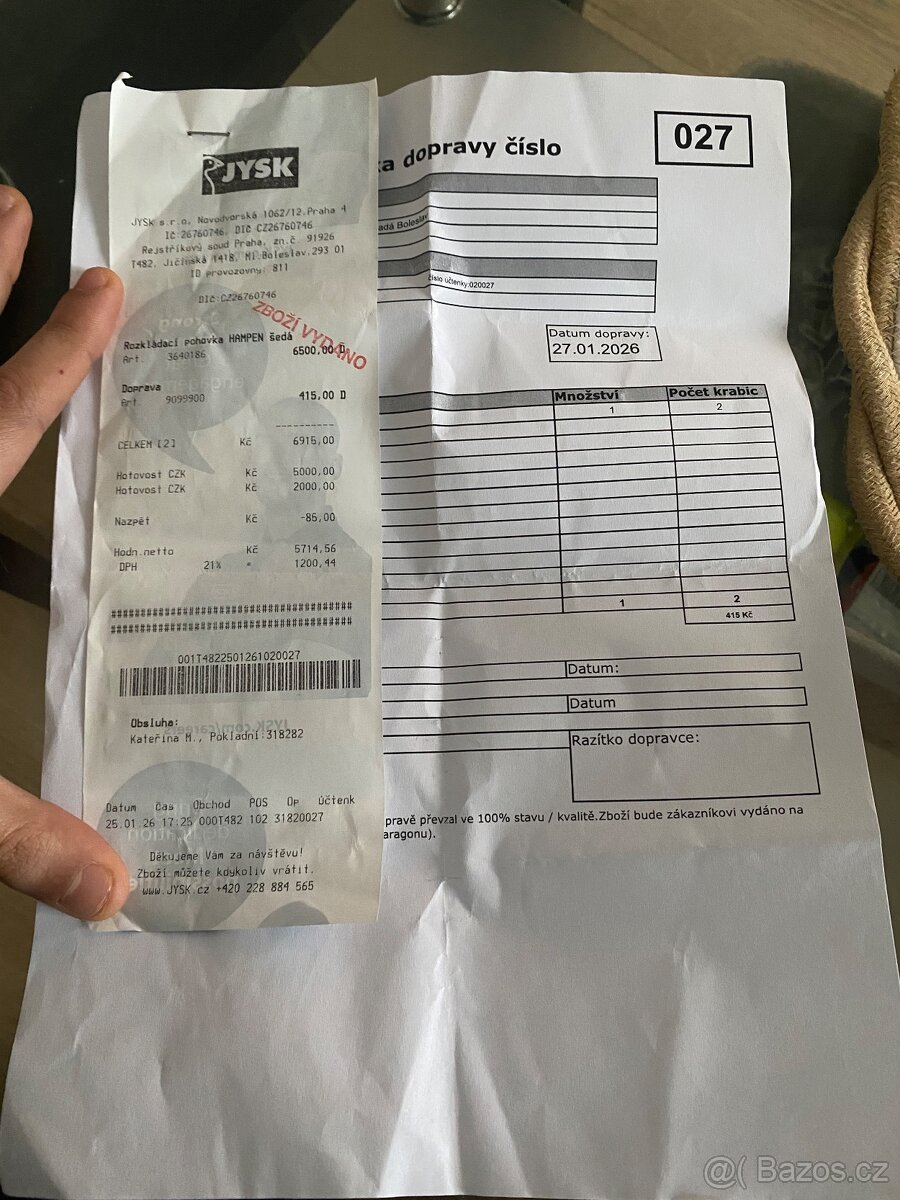 JYSK
JYSK s.r.o. Novodvorská 1062/12.Praha 4
IČ:26760746. DIČ CZ26760746
Rejstříkový soud Praha, zn.č. 91926
T482, Jičínská 1418, Ml.Boleslav.293 01
ID provozovny: 811
DIČ:CZ26760746
ZBOŽÍ VYDÁNO
Rozkládací pohovka HAMPEN šedá
Art. 3640186 6500,00 D
Doprava
Art. 9099900 415,00 D
CELKEM [2] Kč 6915,00
Hotovost CZK Kč 5000,00
Hotovost CZK Kč 2000,00
Nazpět Kč -85,00
Hodn.netto Kč 5714,56
DPH 21% " 1200,44
001T4822501261020027
Obsluha:
Kateřina M., Pokladní 318282
Datum Čas Obchod POS Op Účtenk
25.01.26 17:25 000T482 102 31820027
Děkujeme Vám za návštěvu!
Zboží můžete kdykoliv vrátit.
www.JYSK.cz +420 228 884 565
ka dopravy číslo
027
adá Boleslav
číslo účtenky:020027
Datum dopravy:
27.01.2026
Množství Počet krabic
1 2
1 2
415 Kč
Datum:
Datum
Razítko dopravce:
pravě převzal ve 100% stavu / kvalitě.Zboží bude zákazníkovi vydáno na
aragonu).
@( Bazos.cz